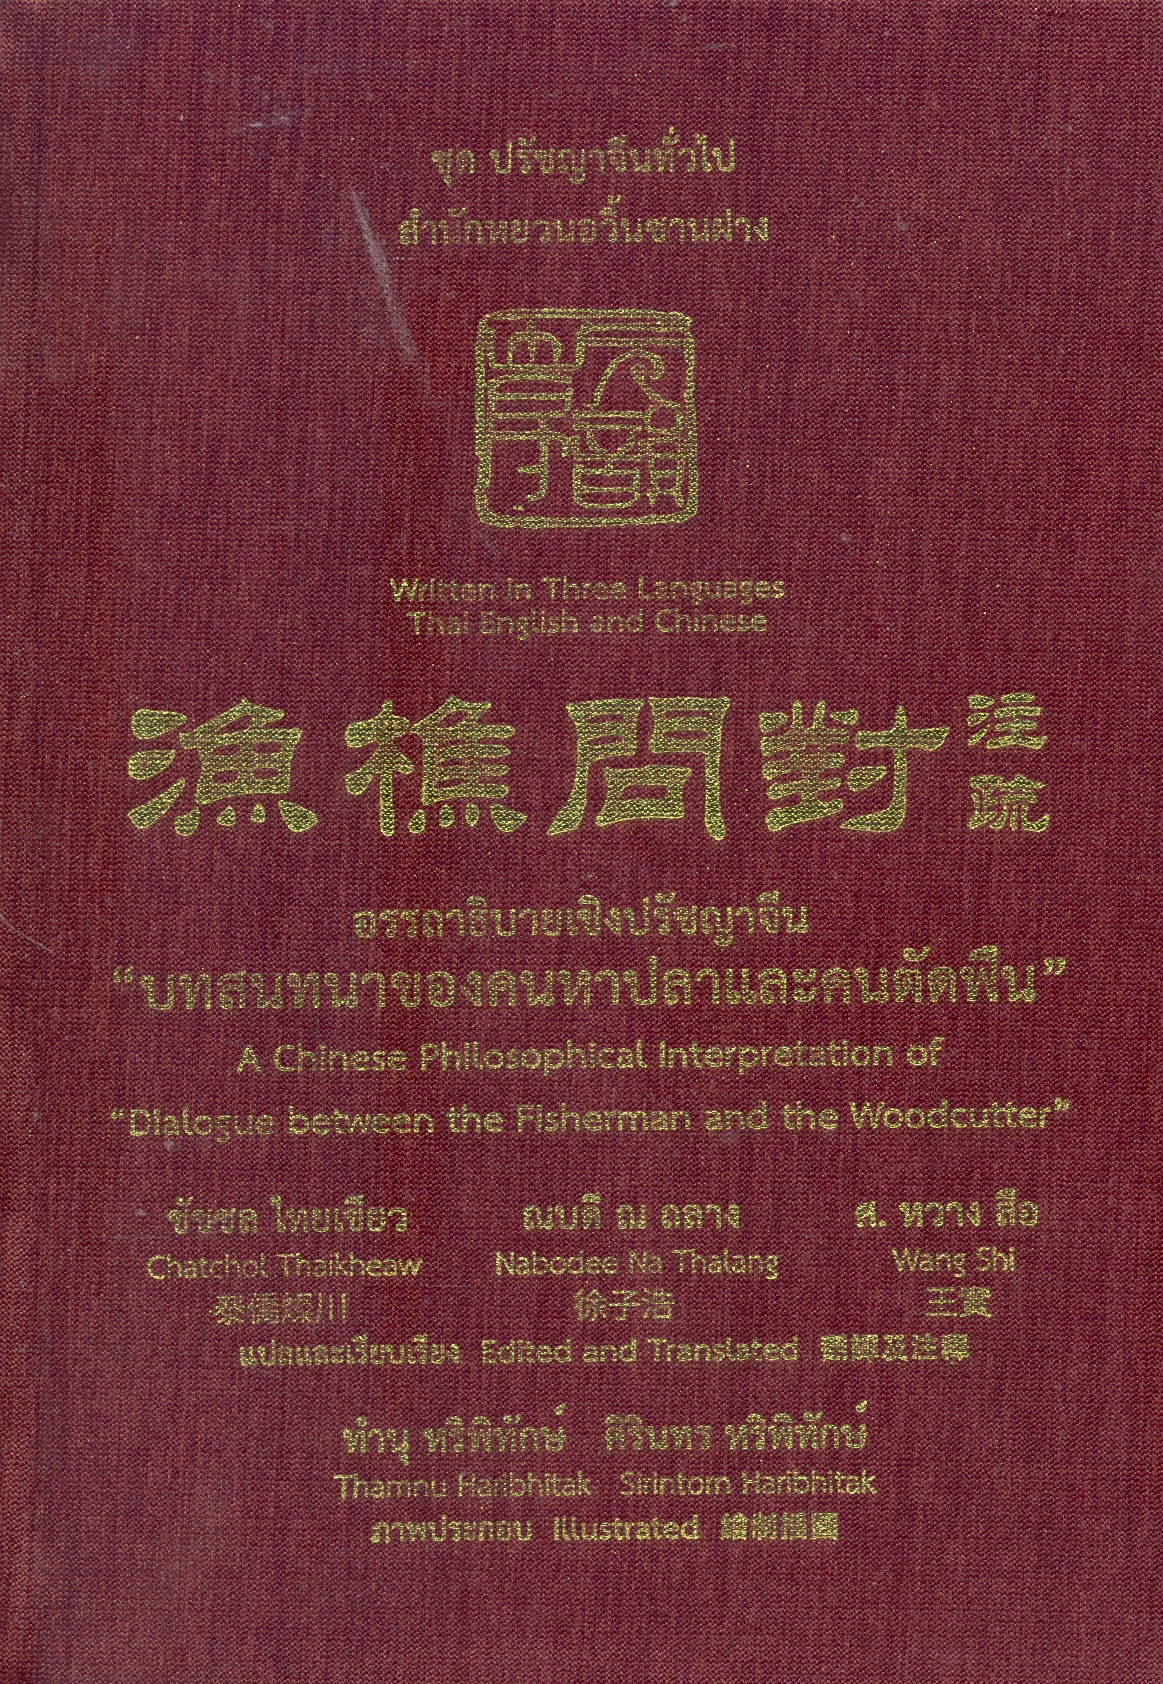 ชุด ปรัชญาจีนทั่วไป
สำนักหยวนอวิ้นซานฝ่าง
Written in Three Languages
Thai English and Chinese
漁樵問對 注疏
อรรถาธิบายเชิงปรัชญาจีน
“บทสนทนาของคนหาปลาและคนตัดฟืน”
A Chinese Philosophical Interpretation of
“Dialogue between the Fisherman and the Woodcutter”
ชัชชล ไทยเขียว ณบดี ณ ถลาง ศ. หวาง สือ
Chatchol Thaikheaw Nabodee Na Thalang Wang Shi
徐子浩 王實
แปลและเรียบเรียง Edited and Translated 及注釋
ทำนุ หริพิทักษ์ ศิรินทร หริพิทักษ์
Thamnu Haribhitak Sirintorn Haribhitak
ภาพประกอบ Illustrated 繪制插圖